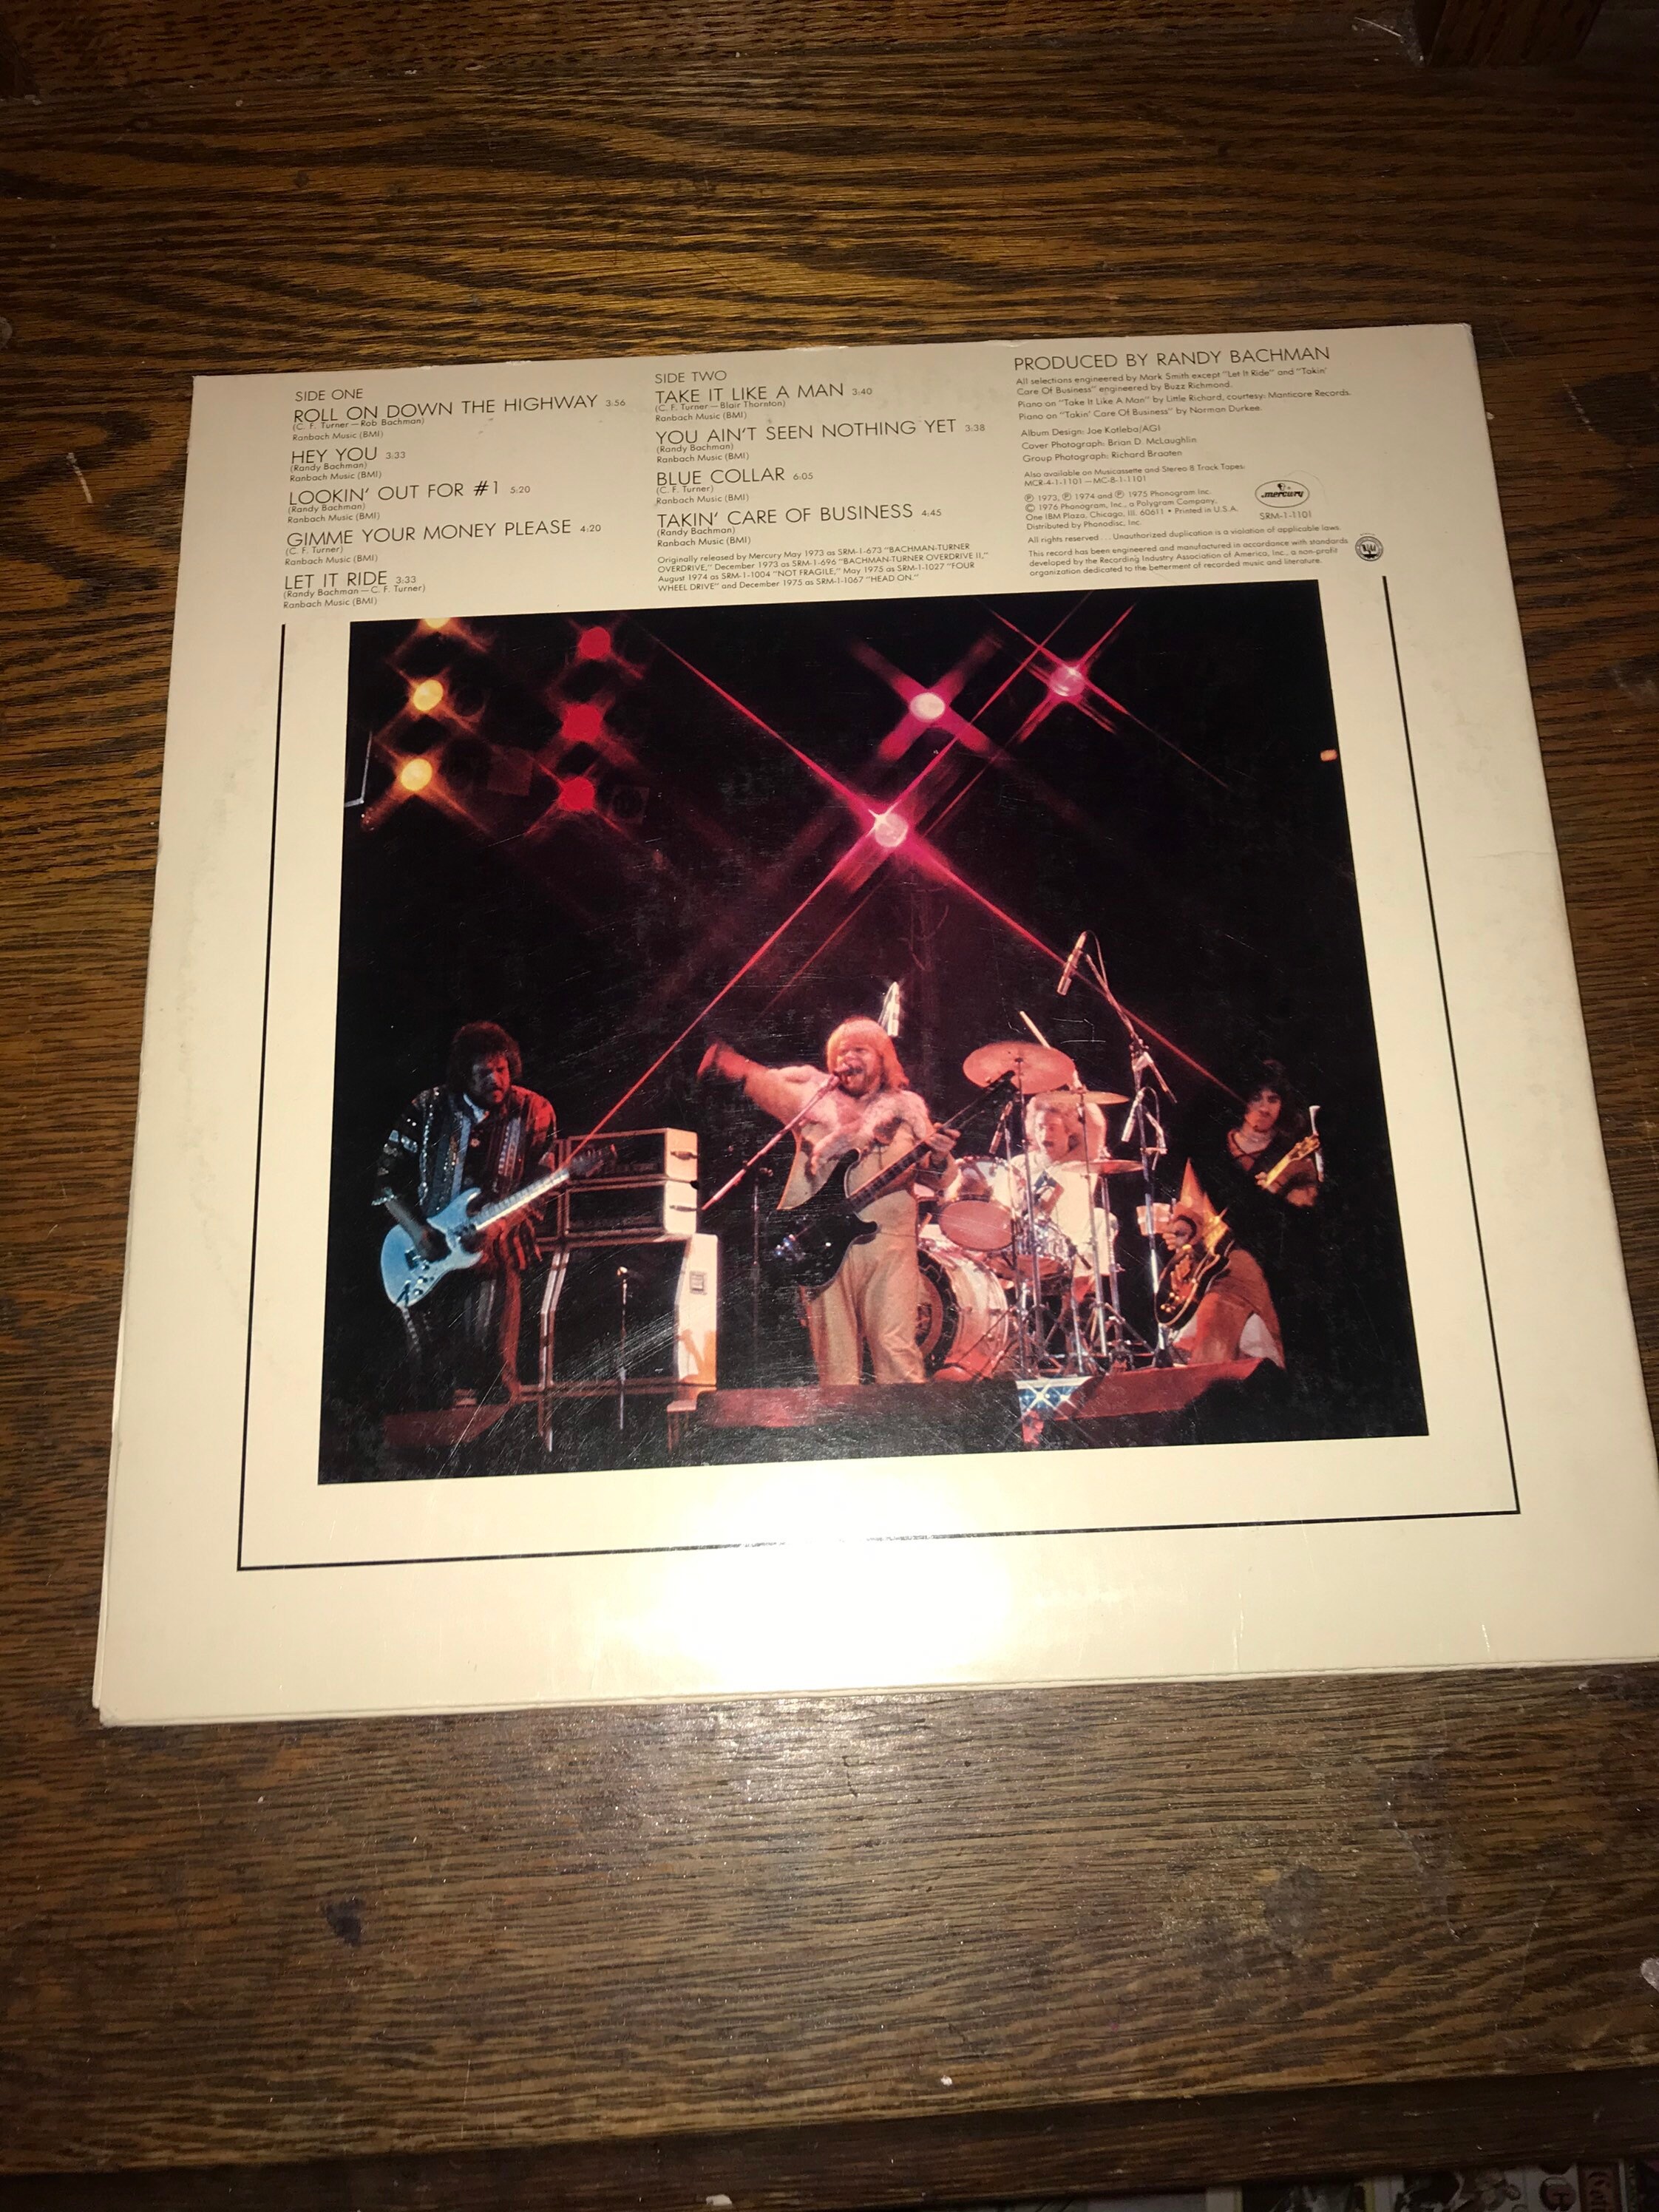 SIDE ONE
ROLL ON DOWN THE HIGHWAY 3:56
(C. F. Turner—Rob Bachman)
Ranbach Music (BMI)
HEY YOU 3:33
(Randy Bachman)
Ranbach Music (BMI)
LOOKIN' OUT FOR #1 5:20
(Randy Bachman)
Ranbach Music (BMI)
GIMME YOUR MONEY PLEASE 4:20
(C. F. Turner)
Ranbach Music (BMI)
LET IT RIDE 3:33
(Randy Bachman—C. F. Turner)
Ranbach Music (BMI)
SIDE TWO
TAKE IT LIKE A MAN 3:40
(C. F. Turner—Blair Thornton)
Ranbach Music (BMI)
YOU AIN'T SEEN NOTHING YET 3:38
(Randy Bachman)
Ranbach Music (BMI)
BLUE COLLAR 6:05
(C. F. Turner)
Ranbach Music (BMI)
TAKIN' CARE OF BUSINESS 4:45
(Randy Bachman)
Ranbach Music (BMI)
Originally released by Mercury May 1973 as SRM-1-673 "BACHMAN-TURNER
OVERDRIVE," December 1973 as SRM-1-696 "BACHMAN-TURNER OVERDRIVE II,"
August 1974 as SRM-1-1004 "NOT FRAGILE," May 1975 as SRM-1-1027 "FOUR
WHEEL DRIVE" and December 1975 as SRM-1-1067 "HEAD ON."
PRODUCED BY RANDY BACHMAN
All selections engineered by Mark Smith except "Let It Ride" and "Takin'
Care Of Business" engineered by Buzz Richmond.
Piano on "Take It Like A Man" by Little Richard, courtesy: Manticore Records.
Piano on "Takin' Care Of Business" by Norman Durkee.
Album Design: Joe Kotleba/AGI
Cover Photograph: Brian D. McLaughlin
Group Photograph: Richard Braaten
Also available on Musicassette and Stereo 8 Track Tapes:
MCR-4-1-1101—MC-8-1-1101
℗ 1973, ℗ 1974 and ℗ 1975 Phonogram Inc.
© 1976 Phonogram, Inc., a Polygram Company,
One IBM Plaza, Chicago, Ill. 60611 • Printed in U.S.A.
Distributed by Phonodisc, Inc.
mercury
SRM-1-1101
All rights reserved . . . Unauthorized duplication is a violation of applicable laws.
This record has been engineered and manufactured in accordance with standards
developed by the Recording Industry Association of America, Inc., a non-profit
organization dedicated to the betterment of recorded music and literature.